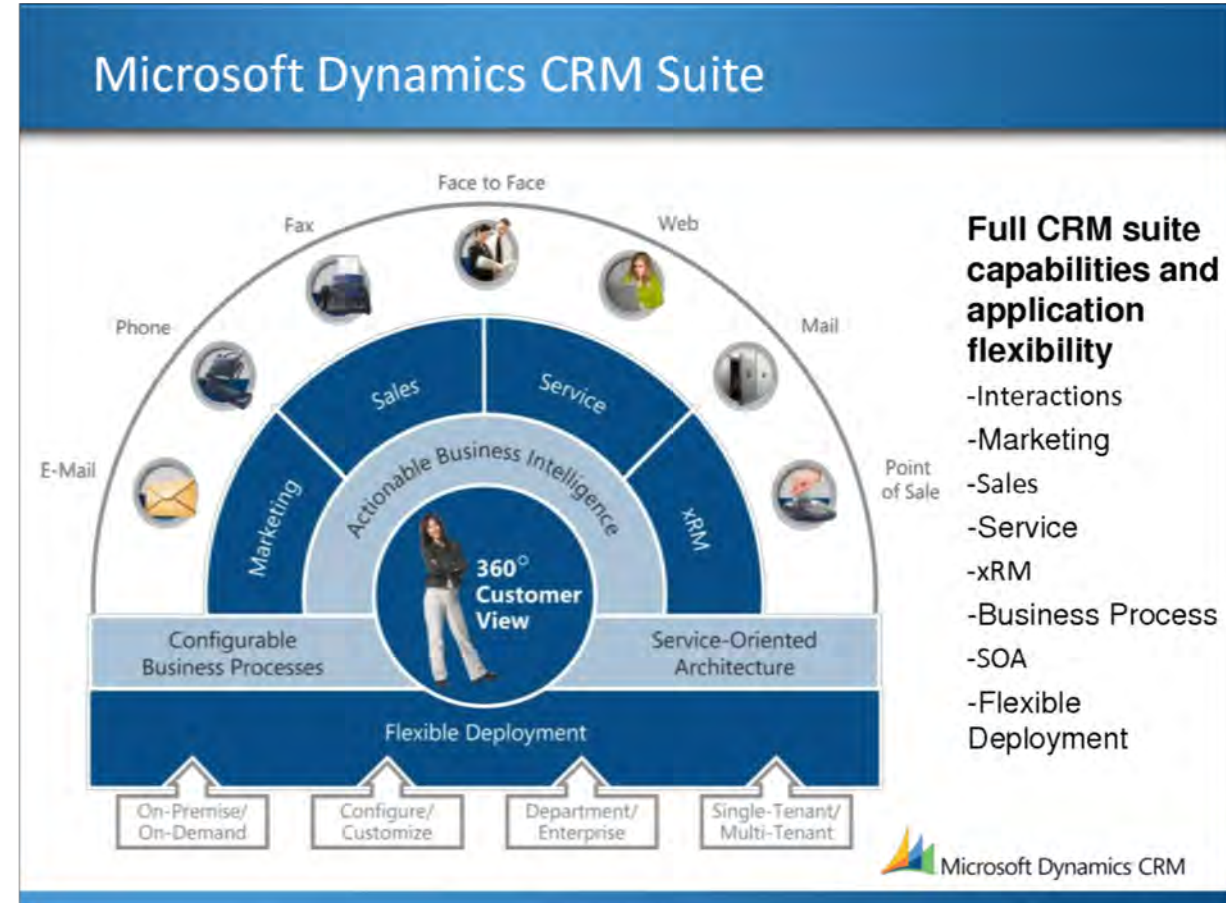 Microsoft Dynamics CRM Suite
Face to Face
Fax
Web
Phone
Mail
E-Mail
Point
of Sale
Marketing
Sales
Service
xRM
Actionable Business Intelligence
360°
Customer
View
Configurable
Business Processes
Service-Oriented
Architecture
Flexible Deployment
On-Premise/
On-Demand
Configure/
Customize
Department/
Enterprise
Single-Tenant/
Multi-Tenant
Full CRM suite
capabilities and
application
flexibility
-Interactions
-Marketing
-Sales
-Service
-xRM
-Business Process
-SOA
-Flexible
Deployment
Microsoft Dynamics CRM